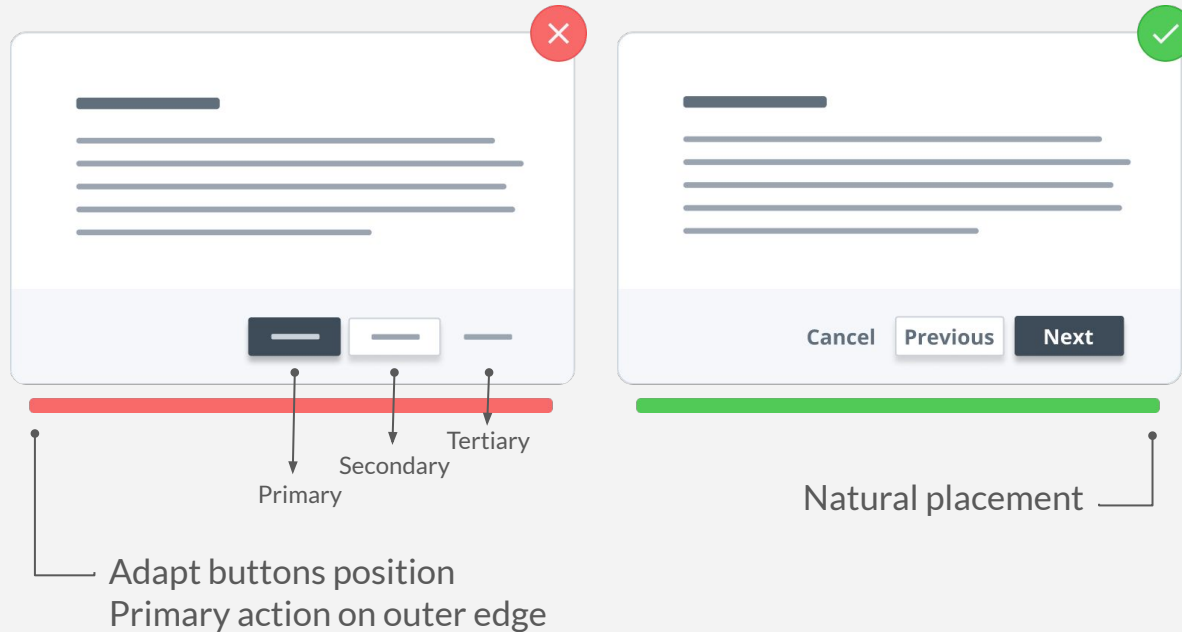 Primary
Secondary
Tertiary
Adapt buttons position
Primary action on outer edge
Cancel
Previous
Next
Natural placement